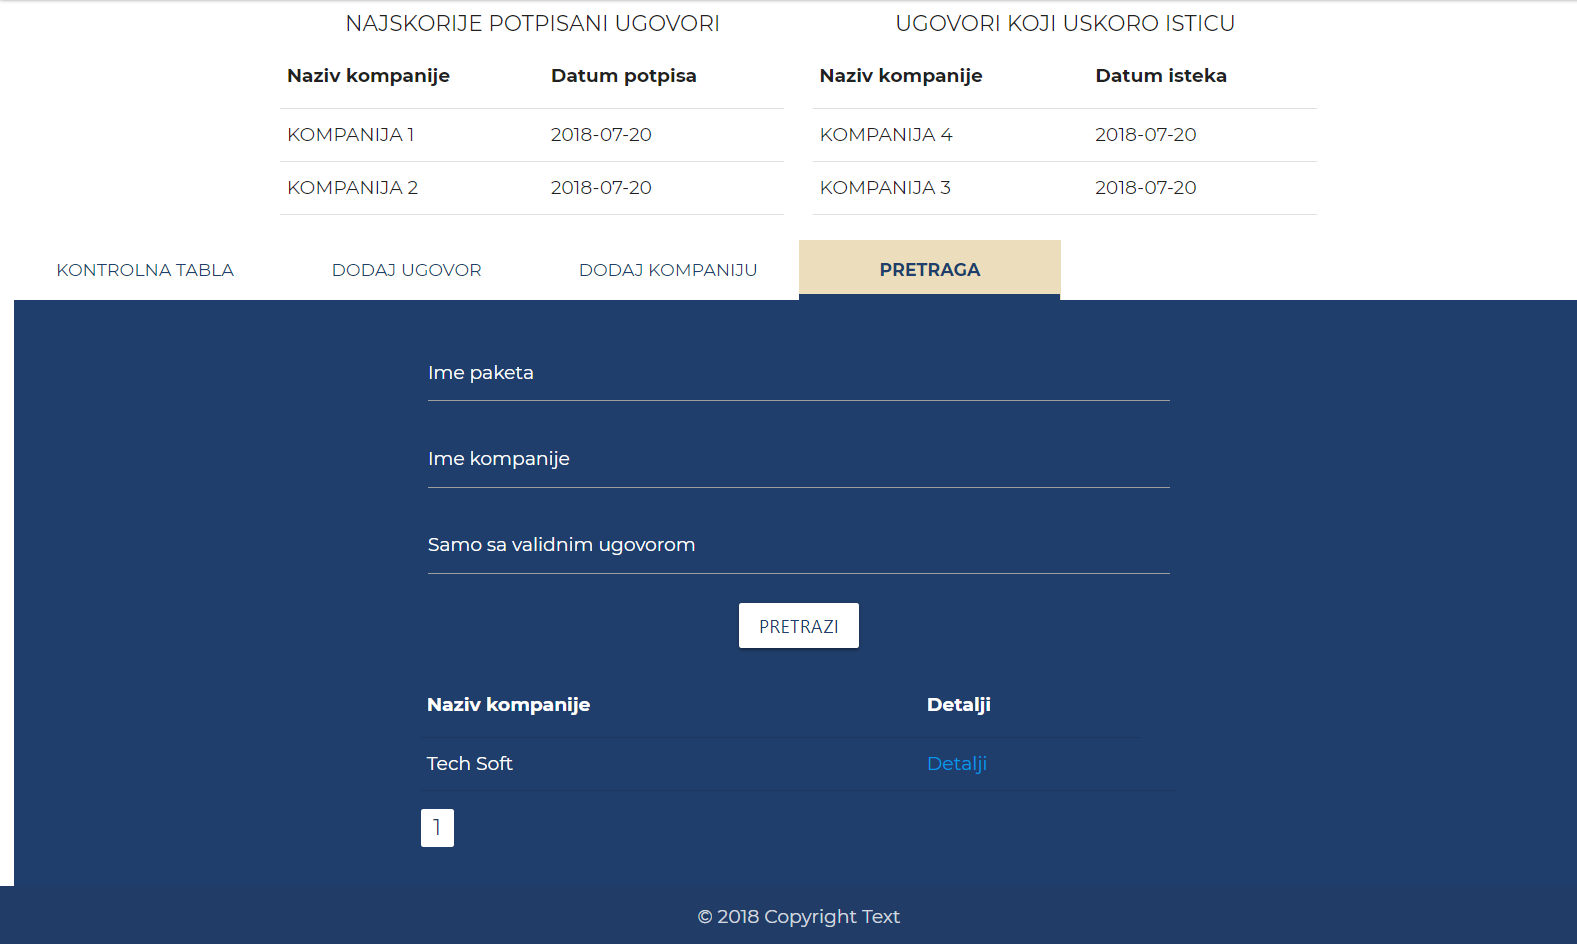 NAJSKORIJE POTPISANI UGOVORI
Naziv kompanije Datum potpisa
KOMPANIJA 1 2018-07-20
KOMPANIJA 2 2018-07-20
UGOVORI KOJI USKORO ISTICU
Naziv kompanije Datum isteka
KOMPANIJA 4 2018-07-20
KOMPANIJA 3 2018-07-20
KONTROLNA TABLA DODAJ UGOVOR DODAJ KOMPANIJU PRETRAGA
Ime paketa
Ime kompanije
Samo sa validnim ugovorom
PRETRAZI
Naziv kompanije Detalji
Tech Soft Detalji
1
© 2018 Copyright Text